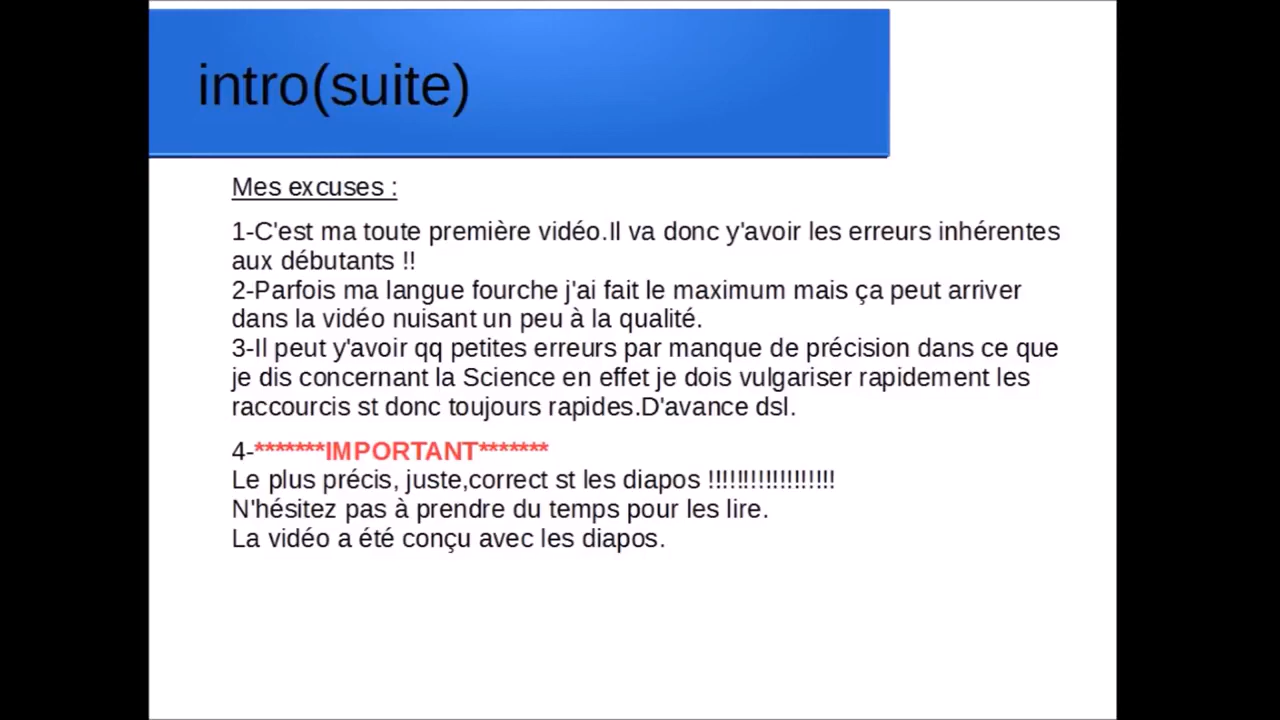 intro(suite)
Mes excuses :
1-C'est ma toute première vidéo.Il va donc y'avoir les erreurs inhérentes
aux débutants !!
2-Parfois ma langue fourche j'ai fait le maximum mais ça peut arriver
dans la vidéo nuisant un peu à la qualité.
3-Il peut y'avoir qq petites erreurs par manque de précision dans ce que
je dis concernant la Science en effet je dois vulgariser rapidement les
raccourcis st donc toujours rapides.D'avance dsl.
4-*******IMPORTANT*******
Le plus précis, juste,correct st les diapos !!!!!!!!!!!!!!!!!!
N'hésitez pas à prendre du temps pour les lire.
La vidéo a été conçu avec les diapos.